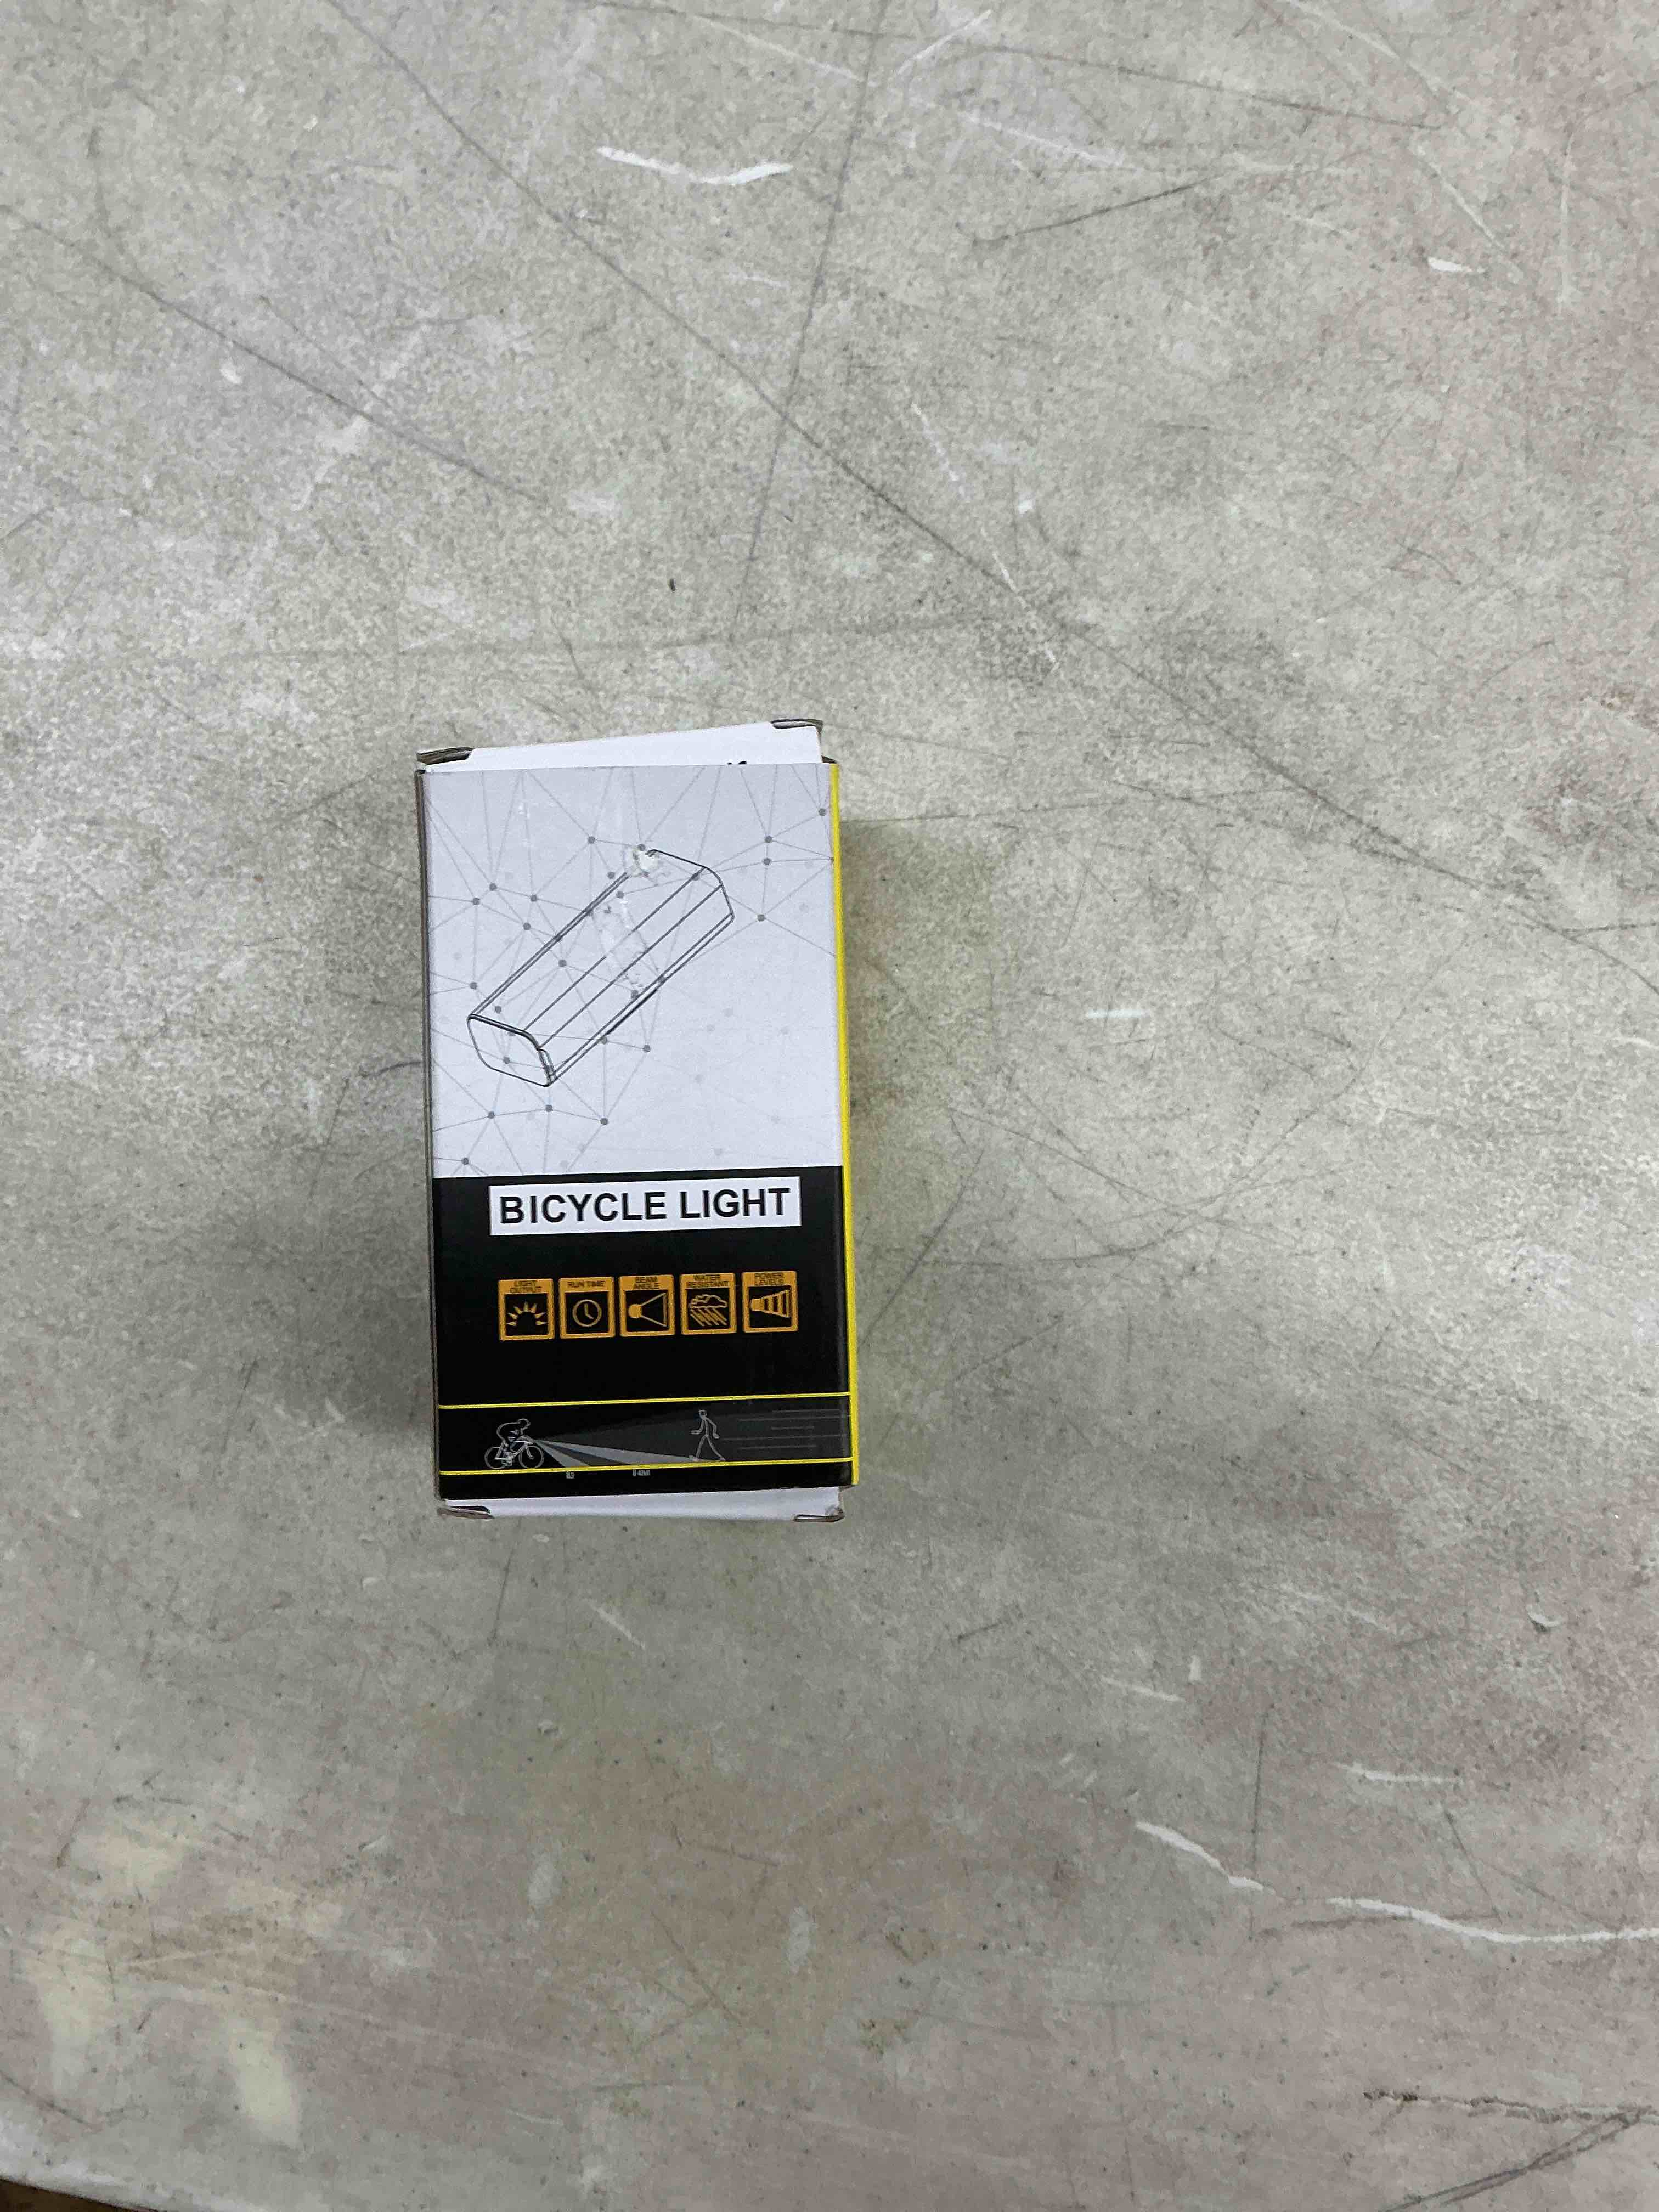 BICYCLE LIGHT
LIGHT OUTPUT
RUN TIME
BEAM ANGLE
WATER RESISTANT
POWER LEVELS